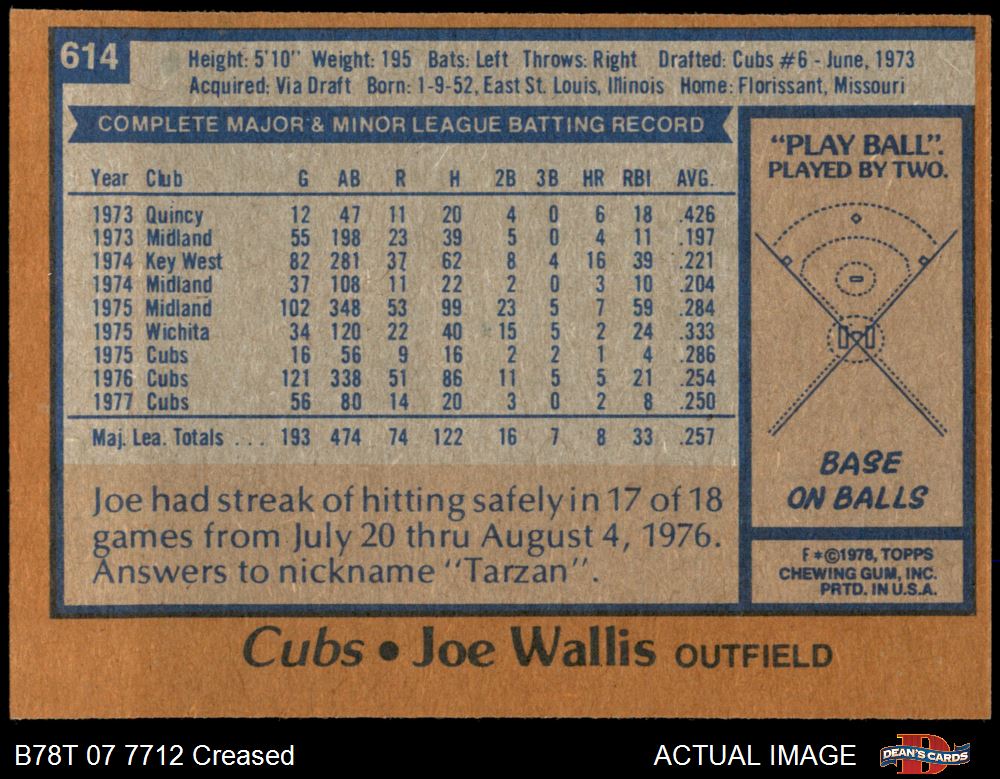 614
Height: 5'10" Weight: 195 Bats: Left Throws: Right Drafted: Cubs #6 - June, 1973
Acquired: Via Draft Born: 1-9-52, East St. Louis, Illinois Home: Florissant, Missouri
COMPLETE MAJOR & MINOR LEAGUE BATTING RECORD
Year Club G AB R H 2B 3B HR RBI AVG.
1973 Quincy 12 47 11 20 4 0 6 18 .426
1973 Midland 55 198 23 39 5 0 4 11 .197
1974 Key West 82 281 37 62 8 4 16 39 .221
1974 Midland 37 108 11 22 2 0 3 10 .204
1975 Midland 102 348 53 99 23 5 7 59 .284
1975 Wichita 34 120 22 40 15 5 2 24 .333
1975 Cubs 16 56 9 16 2 2 1 4 .286
1976 Cubs 121 338 51 86 11 5 5 21 .254
1977 Cubs 56 80 14 20 3 0 2 8 .250
Maj. Lea. Totals ... 193 474 74 122 16 7 8 33 .257
Joe had streak of hitting safely in 17 of 18
games from July 20 thru August 4, 1976.
Answers to nickname "Tarzan".
"PLAY BALL".
PLAYED BY TWO.
BASE
ON BALLS
F*©1978, TOPPS
CHEWING GUM, INC.
PRTD. IN U.S.A.
Cubs • Joe Wallis OUTFIELD
B78T 07 7712 Creased
ACTUAL IMAGE
DEAN'S CARDS